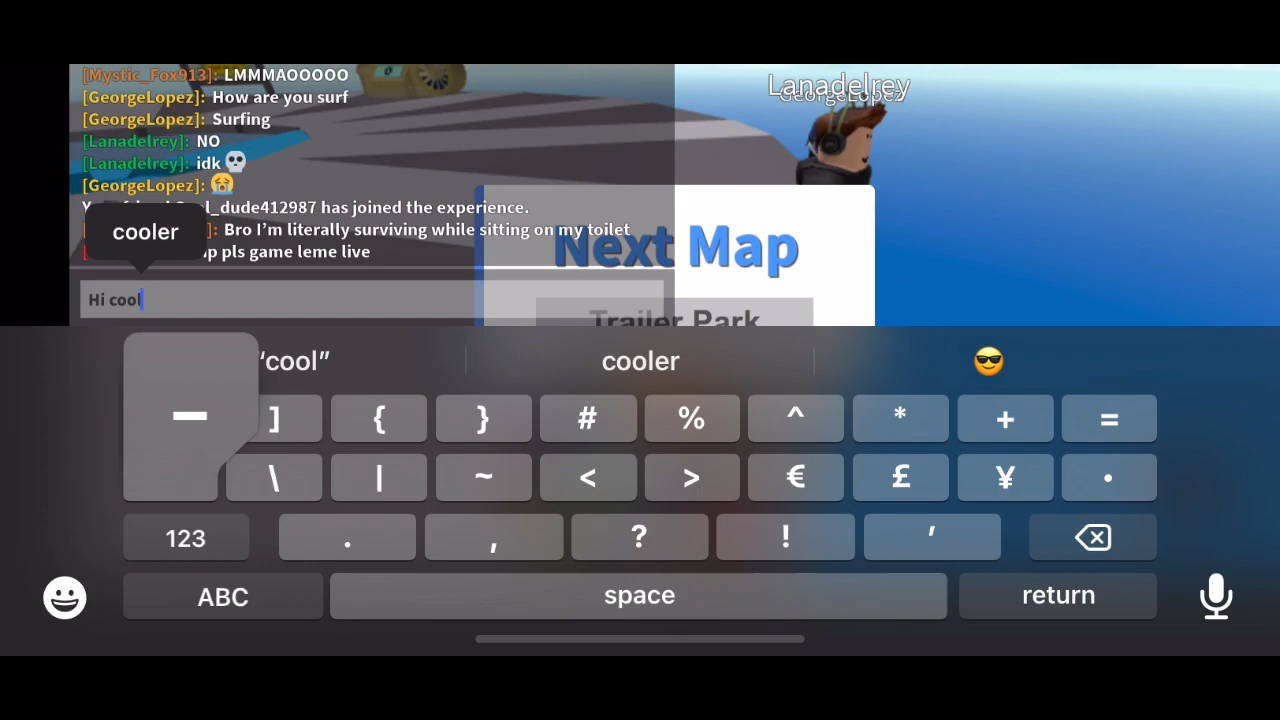 [Mystic_Fox913]: LMMMAOOOOO
[GeorgeLopez]: How are you surf
[GeorgeLopez]: Surfing
[Lanadelrey]: NO
[Lanadelrey]: idk 💀
[GeorgeLopez]: 😭
l_dude412987 has joined the experience.
]: Bro I’m literally surviving while sitting on my toilet
pls game leme live
cooler
Hi cool
Lanadelrey
GeorgeLopez
Next Map
Trailer Park
“cool” cooler 😎
_ ] { } # % ^ * + =
\ | ~ < > € £ ¥ •
123 . , ? ! ’
ABC space return